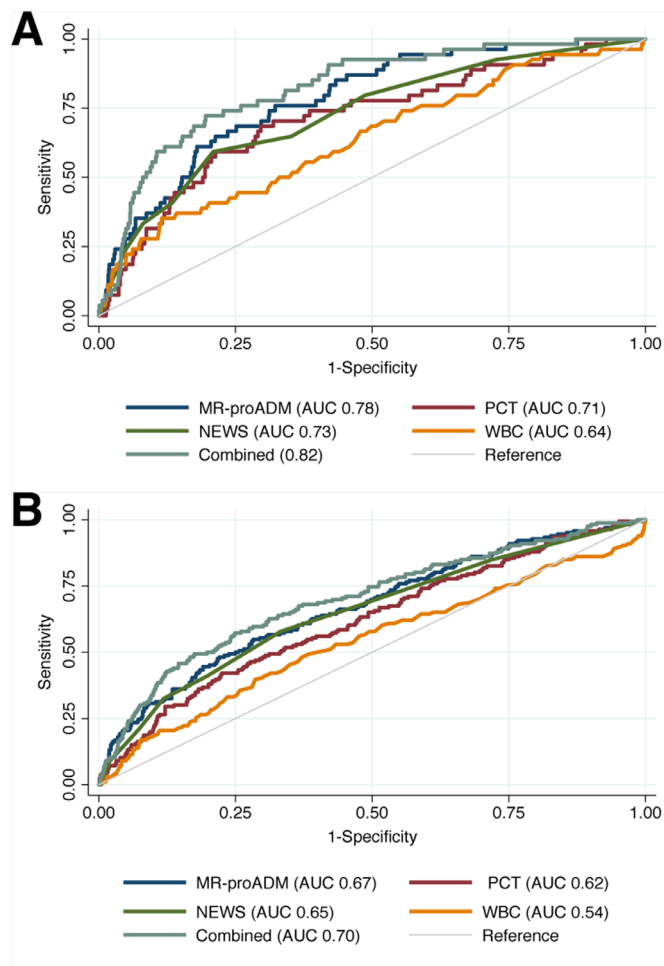 A
1.00
0.75
0.50
0.25
0.00
Sensitivity
0.00 0.25 0.50 0.75 1.00
1-Specificity
MR-proADM (AUC 0.78) PCT (AUC 0.71)
NEWS (AUC 0.73) WBC (AUC 0.64)
Combined (0.82) Reference
B
1.00
0.75
0.50
0.25
0.00
Sensitivity
0.00 0.25 0.50 0.75 1.00
1-Specificity
MR-proADM (AUC 0.67) PCT (AUC 0.62)
NEWS (AUC 0.65) WBC (AUC 0.54)
Combined (AUC 0.70) Reference